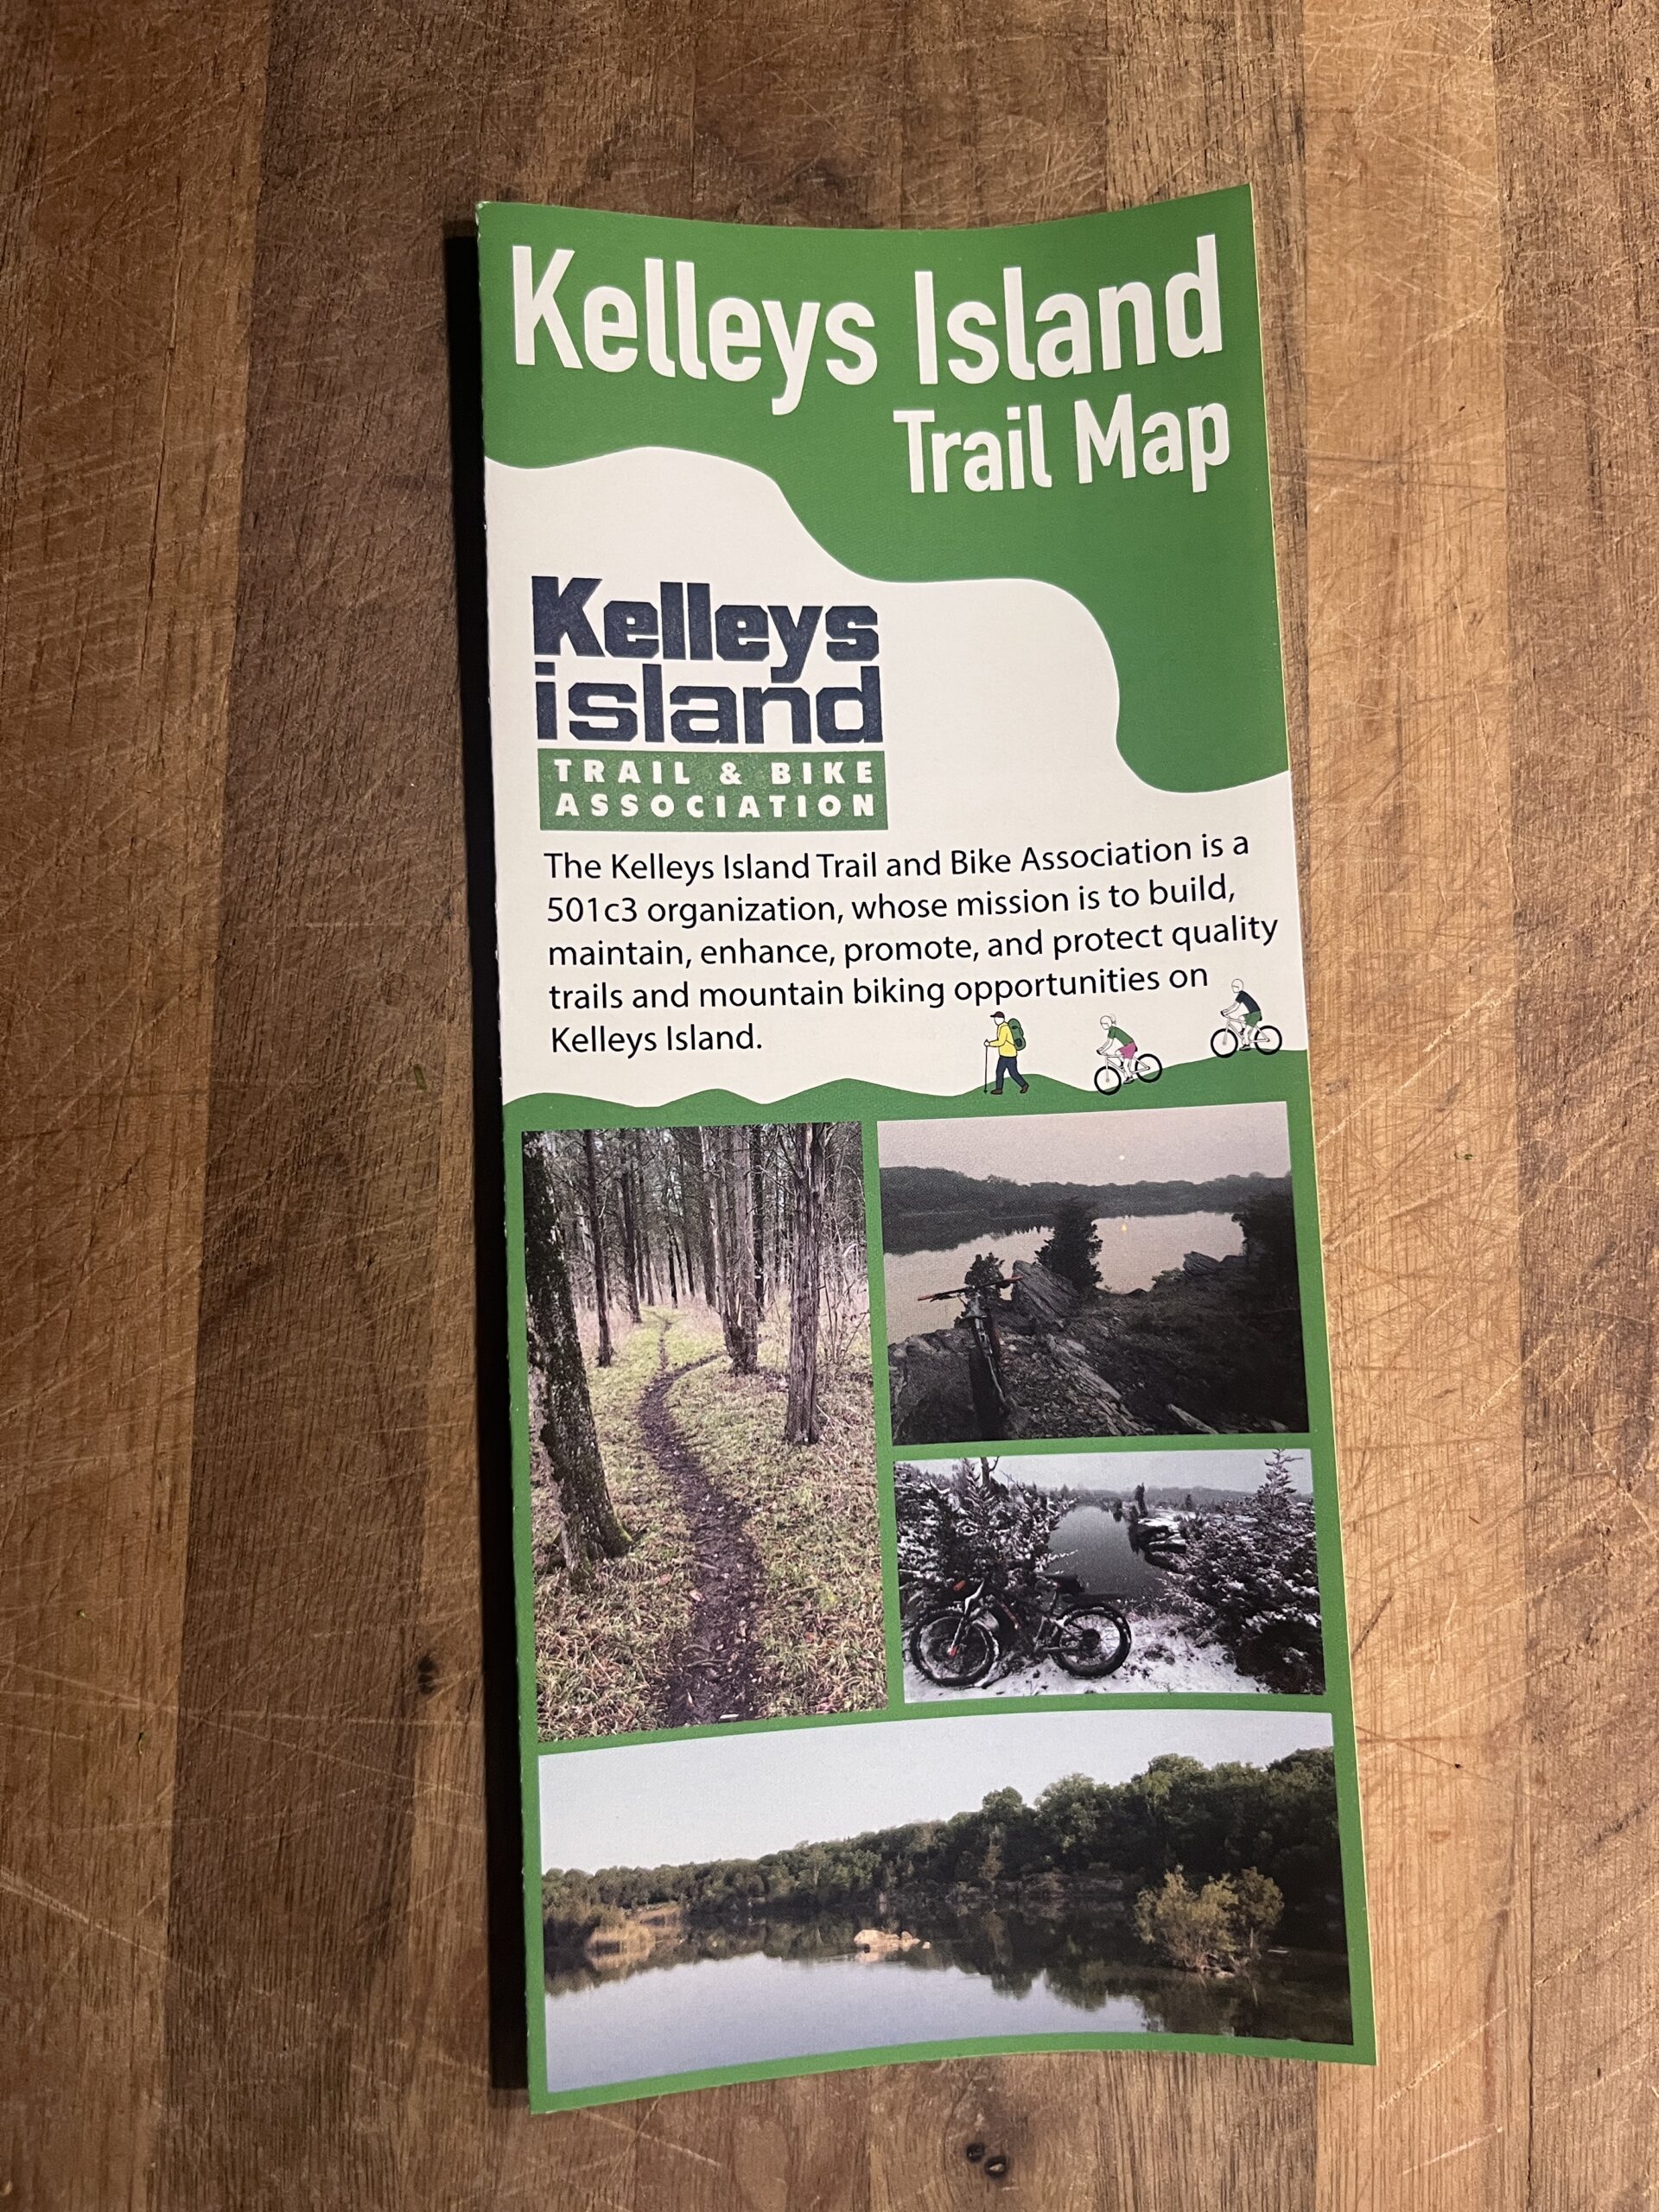 Kelleys Island
Trail Map
Kelleys
island
TRAIL & BIKE
ASSOCIATION
The Kelleys Island Trail and Bike Association is a
501c3 organization, whose mission is to build,
maintain, enhance, promote, and protect quality
trails and mountain biking opportunities on
Kelleys Island.